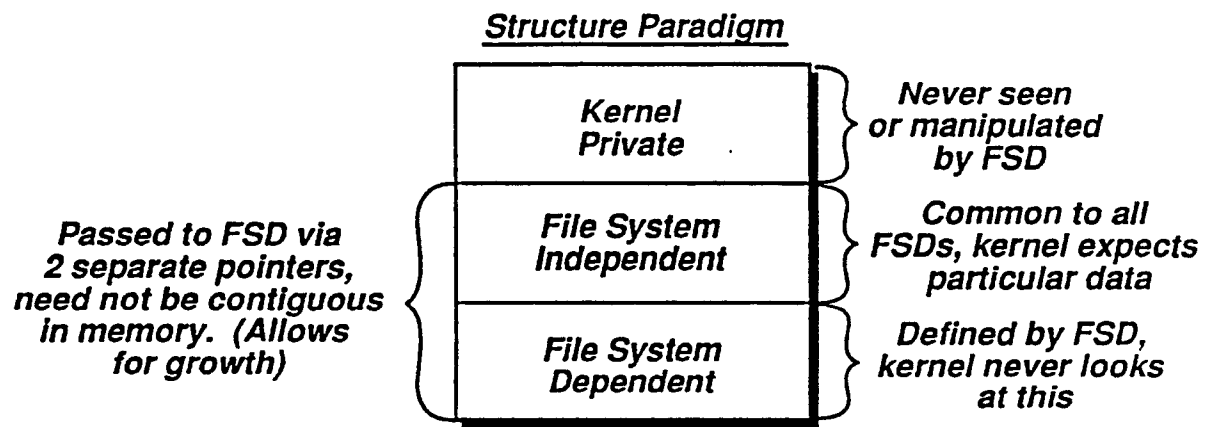 Structure Paradigm
Kernel
Private
Never seen
or manipulated
by FSD
Passed to FSD via
2 separate pointers,
need not be contiguous
in memory. (Allows
for growth)
File System
Independent
Common to all
FSDs, kernel expects
particular data
File System
Dependent
Defined by FSD,
kernel never looks
at this